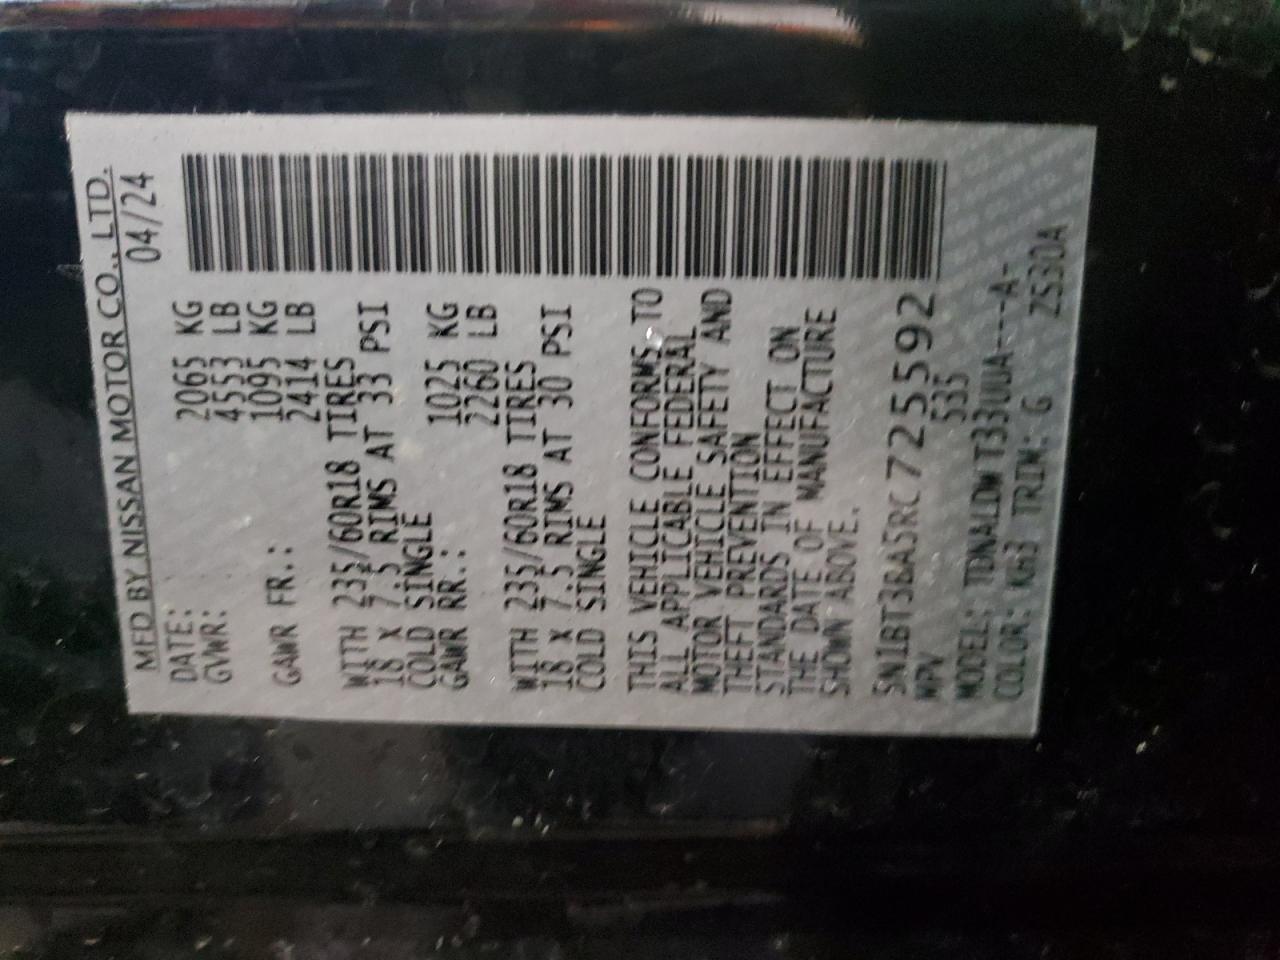 MFD BY NISSAN MOTOR CO., LTD.
DATE: 04/24
GVWR: 2065 KG
4553 LB
GAWR FR.: 1095 KG
2414 LB
WITH 235/60R18 TIRES
18 x 7.5 RIMS AT 33 PSI
COLD SINGLE
GAWR RR.: 1025 KG
2260 LB
WITH 235/60R18 TIRES
18 x 7.5 RIMS AT 30 PSI
COLD SINGLE
THIS VEHICLE CONFORMS TO
ALL APPLICABLE FEDERAL
MOTOR VEHICLE SAFETY AND
THEFT PREVENTION
STANDARDS IN EFFECT ON
THE DATE OF MANUFACTURE
SHOWN ABOVE.
5N1BT3BA5RC725592
MPV 535
MODEL: TDNALDWT33UUA---A-
COLOR: KH3 TRIM: G Z530A